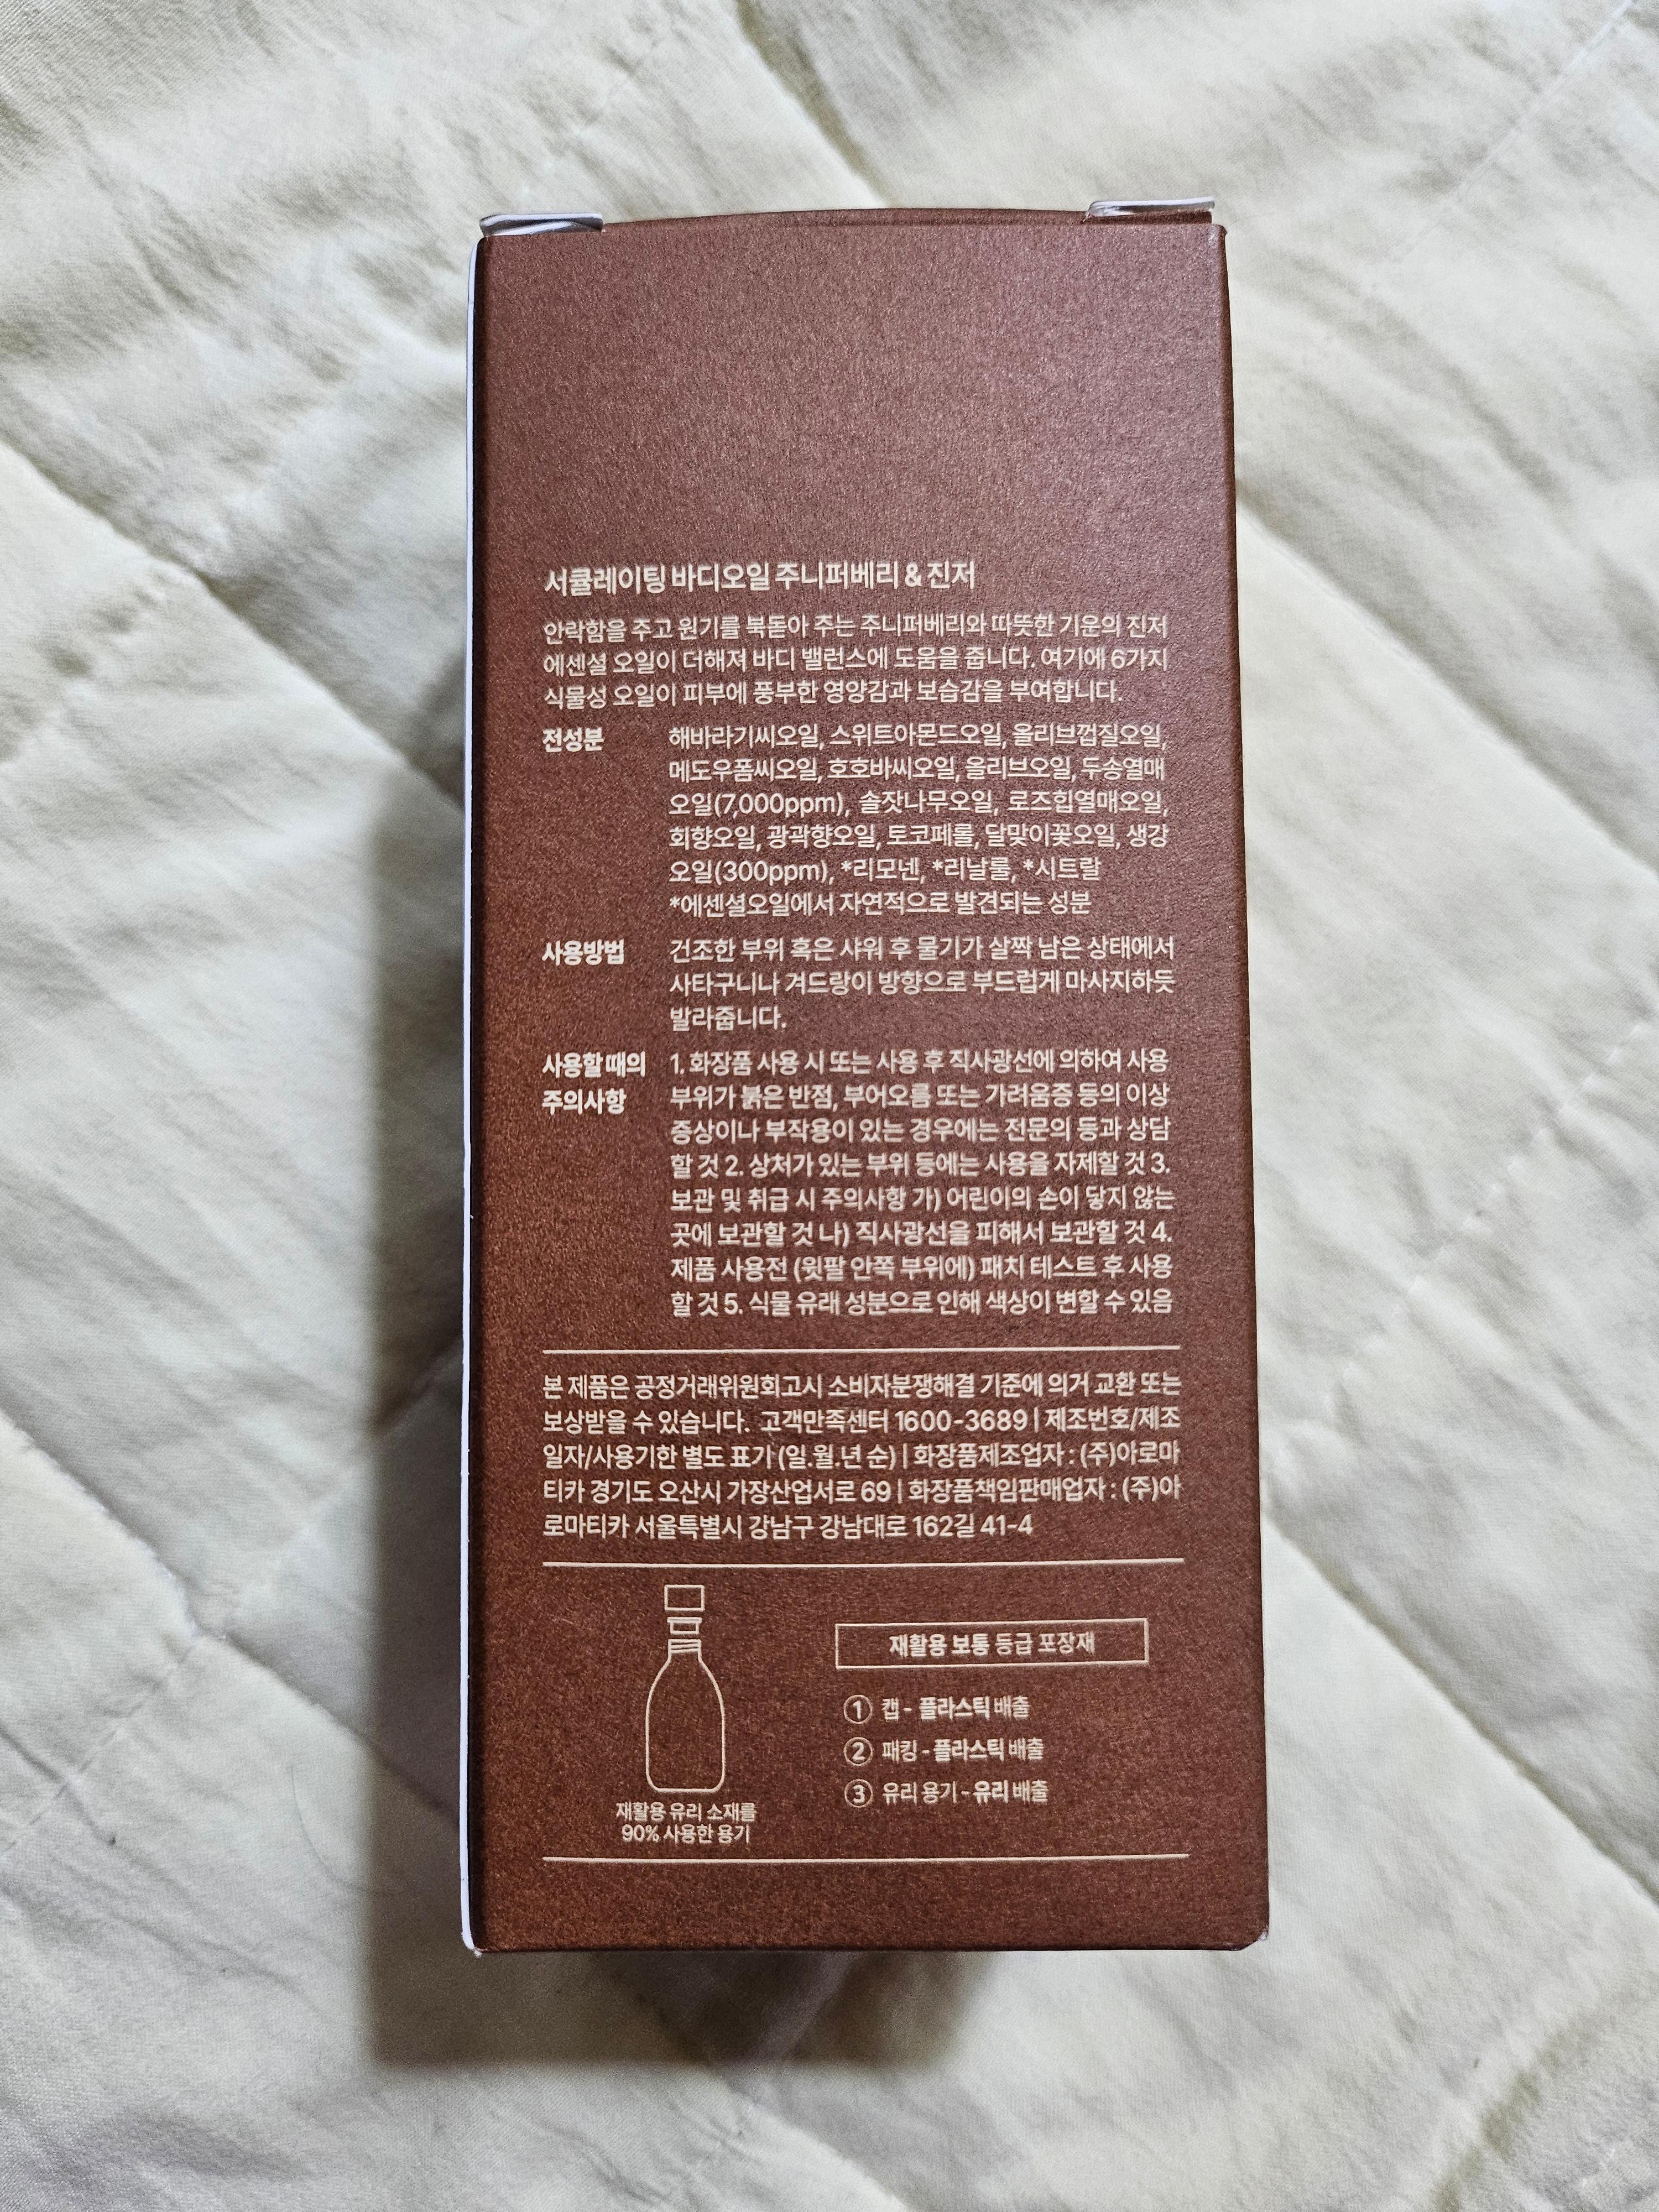 서큘레이팅 바디오일 주니퍼베리 & 진저
안락함을 주고 원기를 북돋아 주는 주니퍼베리와 따뜻한 기운의 진저
에센셜 오일이 더해져 바디 밸런스에 도움을 줍니다. 여기에 6가지
식물성 오일이 피부에 풍부한 영양감과 보습감을 부여합니다.
전성분 해바라기씨오일, 스위트아몬드오일, 올리브껍질오일,
메도우폼씨오일, 호호바씨오일, 올리브오일, 두송열매
오일(7,000ppm), 솔잣나무오일, 로즈힙열매오일,
회향오일, 광곽향오일, 토코페롤, 달맞이꽃오일, 생강
오일(300ppm), *리모넨, *리날룰, *시트랄
*에센셜오일에서 자연적으로 발견되는 성분
사용방법 건조한 부위 혹은 샤워 후 물기가 살짝 남은 상태에서
사타구니나 겨드랑이 방향으로 부드럽게 마사지하듯
발라줍니다.
사용할 때의 1. 화장품 사용 시 또는 사용 후 직사광선에 의하여 사용
주의사항 부위가 붉은 반점, 부어오름 또는 가려움증 등의 이상
증상이나 부작용이 있는 경우에는 전문의 등과 상담
할 것 2. 상처가 있는 부위 등에는 사용을 자제할 것 3.
보관 및 취급 시 주의사항 가) 어린이의 손이 닿지 않는
곳에 보관할 것 나) 직사광선을 피해서 보관할 것 4.
제품 사용전 (윗팔 안쪽 부위에) 패치 테스트 후 사용
할 것 5. 식물 유래 성분으로 인해 색상이 변할 수 있음
본 제품은 공정거래위원회고시 소비자분쟁해결 기준에 의거 교환 또는
보상받을 수 있습니다. 고객만족센터 1600-3689 | 제조번호/제조
일자/사용기한 별도 표기 (일.월.년 순) | 화장품제조업자 : (주)아로마
티카 경기도 오산시 가장산업서로 69 | 화장품책임판매업자 : (주)아
로마티카 서울특별시 강남구 강남대로 162길 41-4
재활용 보통 등급 포장재
① 캡 - 플라스틱 배출
② 패킹 - 플라스틱 배출
③ 유리 용기 - 유리 배출
재활용 유리 소재를
90% 사용한 용기